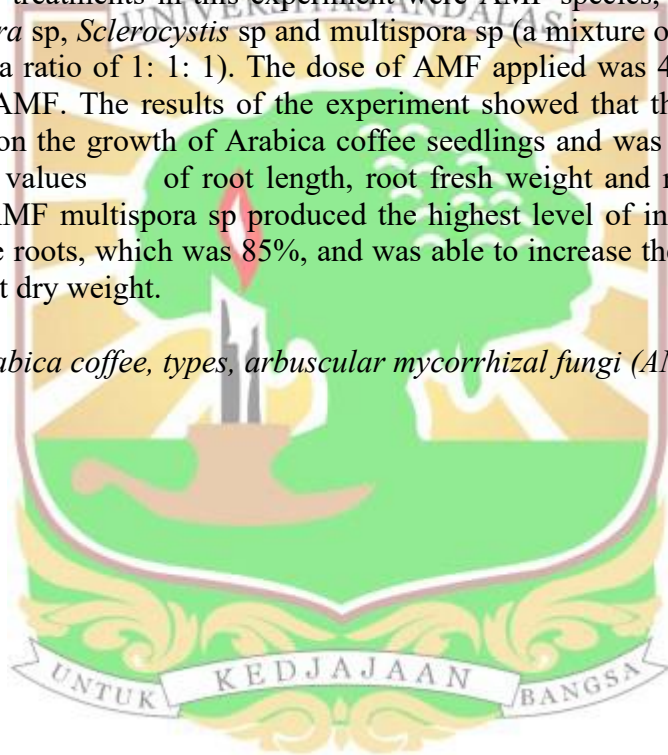 treatments in this experiment were AMF species,
UNIVERSITAS ANDALAS
ra sp, Sclerocystis sp and multispora sp (a mixture o
a ratio of 1: 1: 1). The dose of AMF applied was 4
AMF. The results of the experiment showed that th
on the growth of Arabica coffee seedlings and was
values of root length, root fresh weight and r
AMF multispora sp produced the highest level of in
e roots, which was 85%, and was able to increase the
t dry weight.
abica coffee, types, arbuscular mycorrhizal fungi (AM
UNTUK KEDJAJAAN BANGSA